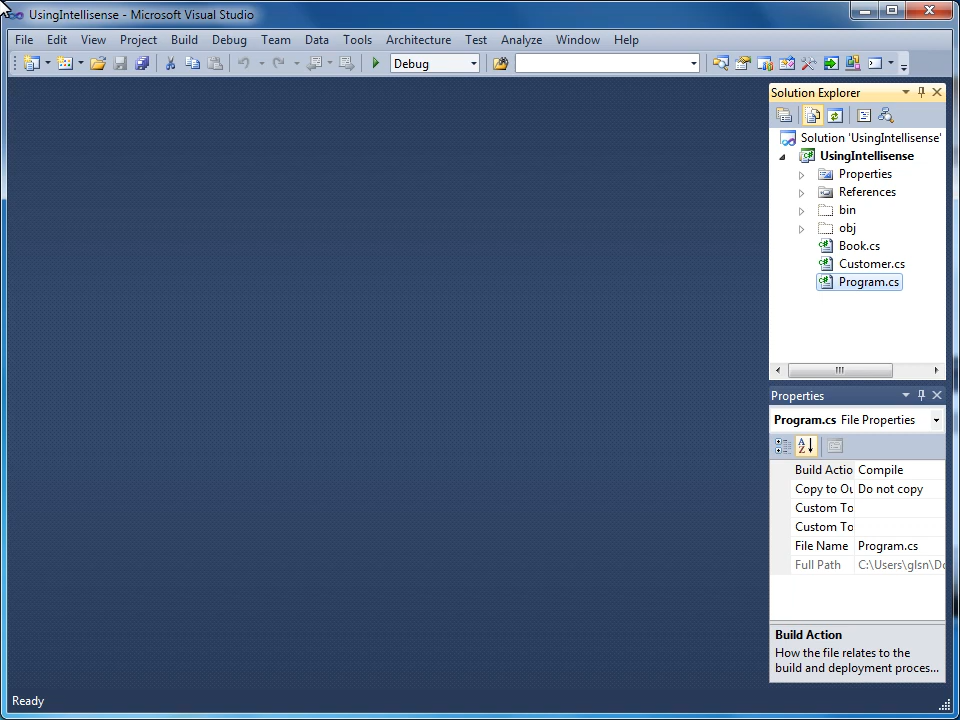 UsingIntellisense - Microsoft Visual Studio
File Edit View Project Build Debug Team Data Tools Architecture Test Analyze Window Help
Debug
Solution Explorer
Solution 'UsingIntellisense'
UsingIntellisense
Properties
References
bin
obj
Book.cs
Customer.cs
Program.cs
Properties
Program.cs File Properties
Build Actio Compile
Copy to Ou Do not copy
Custom To
Custom To
File Name Program.cs
Full Path C:\Users\glsn\Do
Build Action
How the file relates to the
build and deployment proces...
Ready